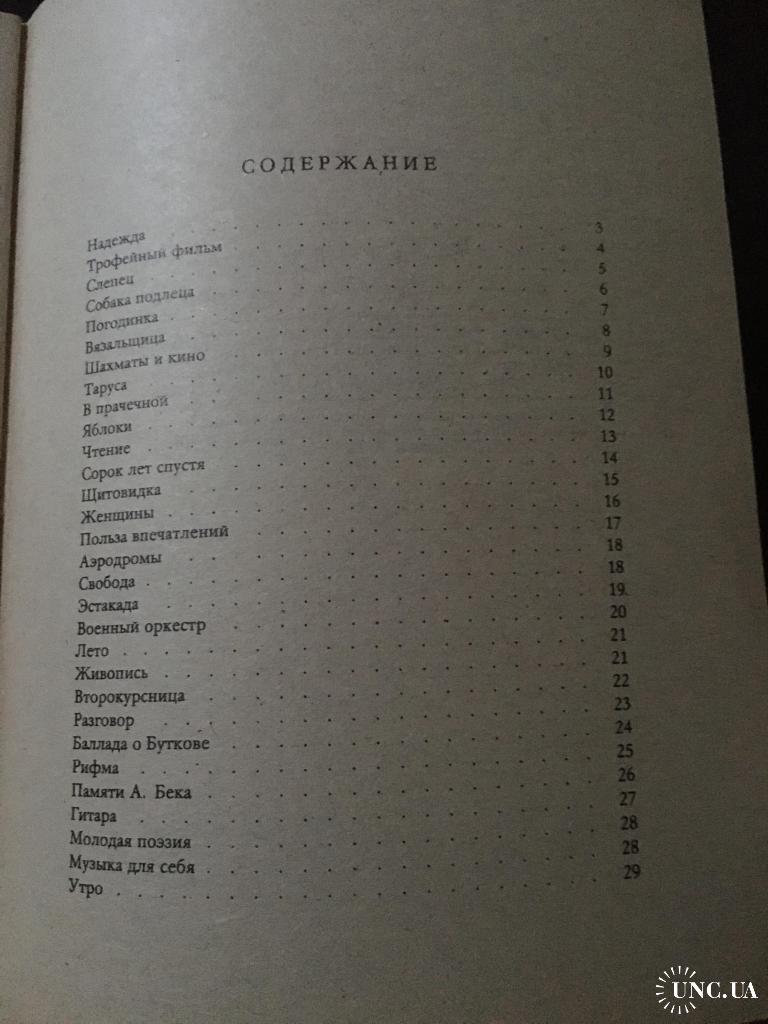 СОДЕРЖАНИЕ
Надежда . . . . . . . . . . . . . . . 3
Трофейный фильм . . . . . . . . . . . . 4
Слепец . . . . . . . . . . . . . . . 5
Собака подлеца . . . . . . . . . . . . 6
Погодинка . . . . . . . . . . . . . . 7
Вязальщица . . . . . . . . . . . . . . 8
Шахматы и кино . . . . . . . . . . . . 9
Таруса . . . . . . . . . . . . . . . 10
В прачечной . . . . . . . . . . . . . 11
Яблоки . . . . . . . . . . . . . . . 12
Чтение . . . . . . . . . . . . . . . 13
Сорок лет спустя . . . . . . . . . . . 14
Щитовидка . . . . . . . . . . . . . . 15
Женщины . . . . . . . . . . . . . . . 16
Польза впечатлений . . . . . . . . . . 17
Аэродромы . . . . . . . . . . . . . . 18
Свобода . . . . . . . . . . . . . . . 18
Эстакада . . . . . . . . . . . . . . 19
Военный оркестр . . . . . . . . . . . 20
Лето . . . . . . . . . . . . . . . . 21
Живопись . . . . . . . . . . . . . . 21
Второкурсница . . . . . . . . . . . . 22
Разговор . . . . . . . . . . . . . . 23
Баллада о Буткове . . . . . . . . . . 24
Рифма . . . . . . . . . . . . . . . . 25
Памяти А. Бека . . . . . . . . . . . . 26
Гитара . . . . . . . . . . . . . . . 27
Молодая поэзия . . . . . . . . . . . . 28
Музыка для себя . . . . . . . . . . . 28
Утро . . . . . . . . . . . . . . . . 29
UNC.UA